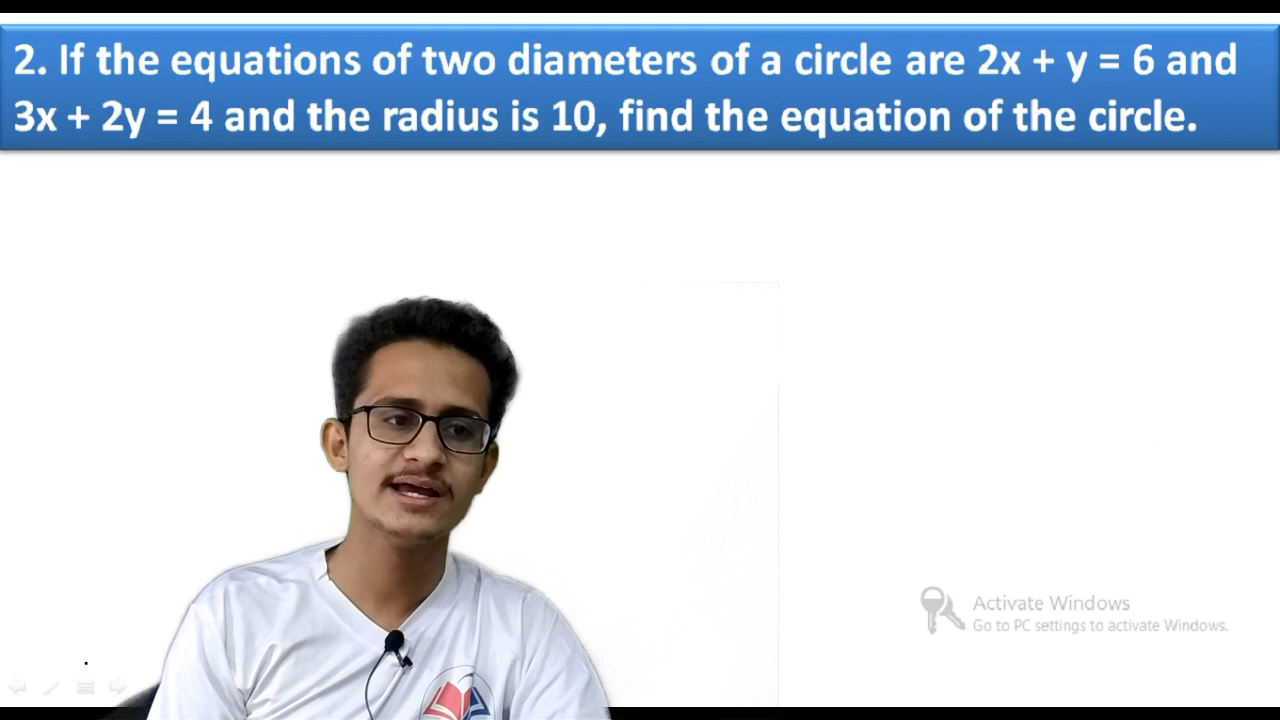 2. If the equations of two diameters of a circle are 2x + y = 6 and
3x + 2y = 4 and the radius is 10, find the equation of the circle.
Activate Windows
Go to PC settings to activate Windows.